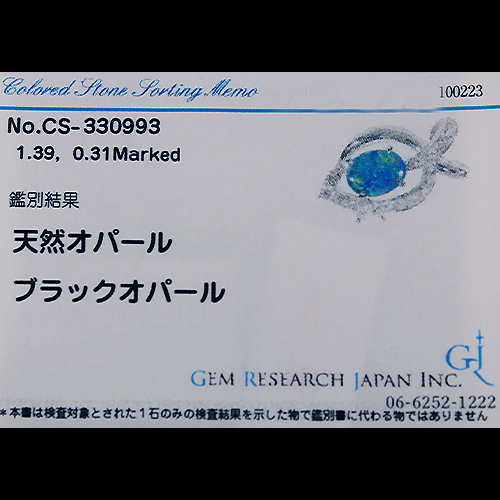 Colored Stone Sorting Memo 100223
No.CS-330993
1.39, 0.31Marked
鑑別結果
天然オパール
ブラックオパール
GJ
GEM RESEARCH JAPAN INC.
06-6252-1222
*本書は検査対象とされた1石のみの検査結果を示した物で鑑別書に代わる物ではありません